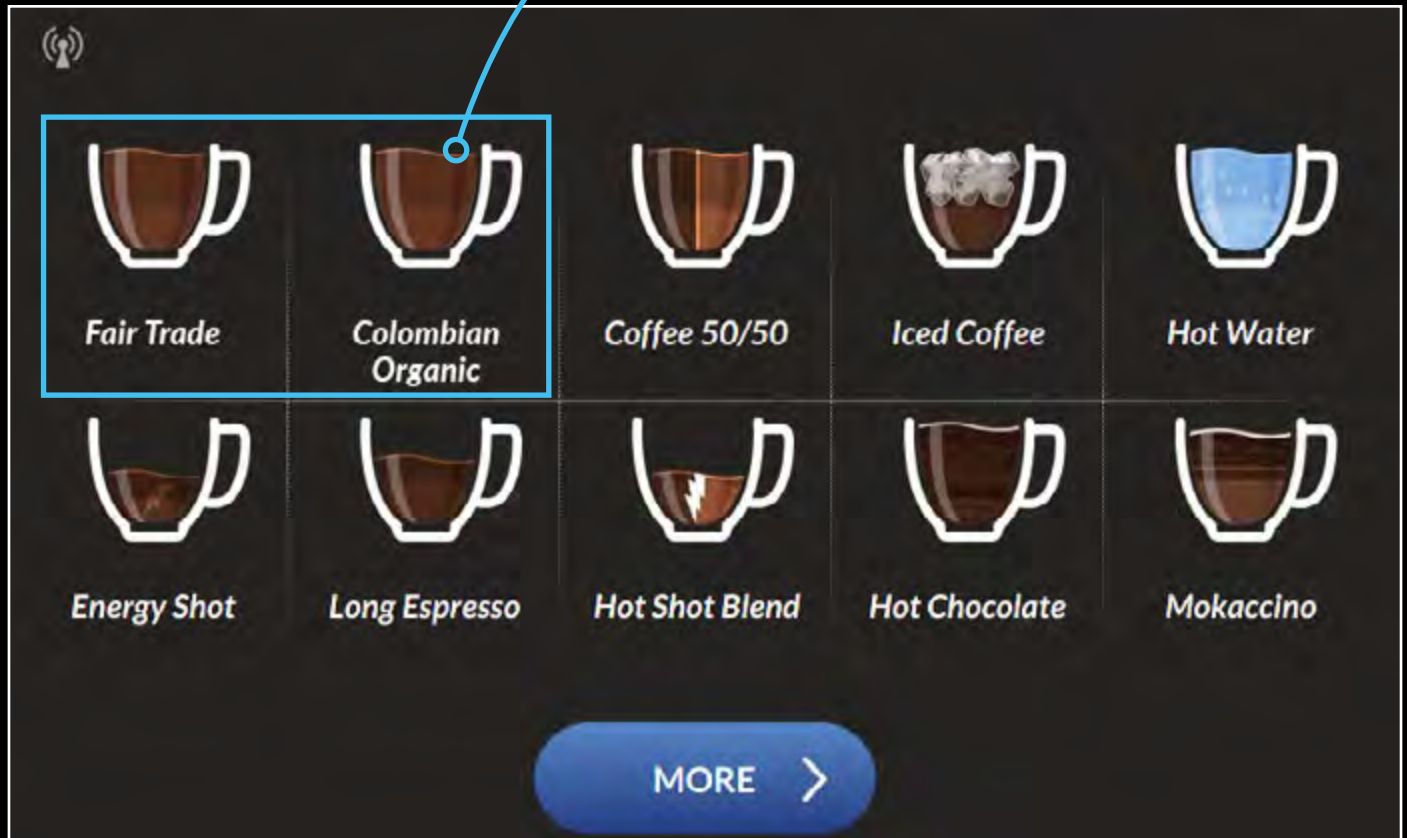 Fair Trade
Colombian
Organic
Coffee 50/50
Iced Coffee
Hot Water
Energy Shot
Long Espresso
Hot Shot Blend
Hot Chocolate
Mokaccino
MORE